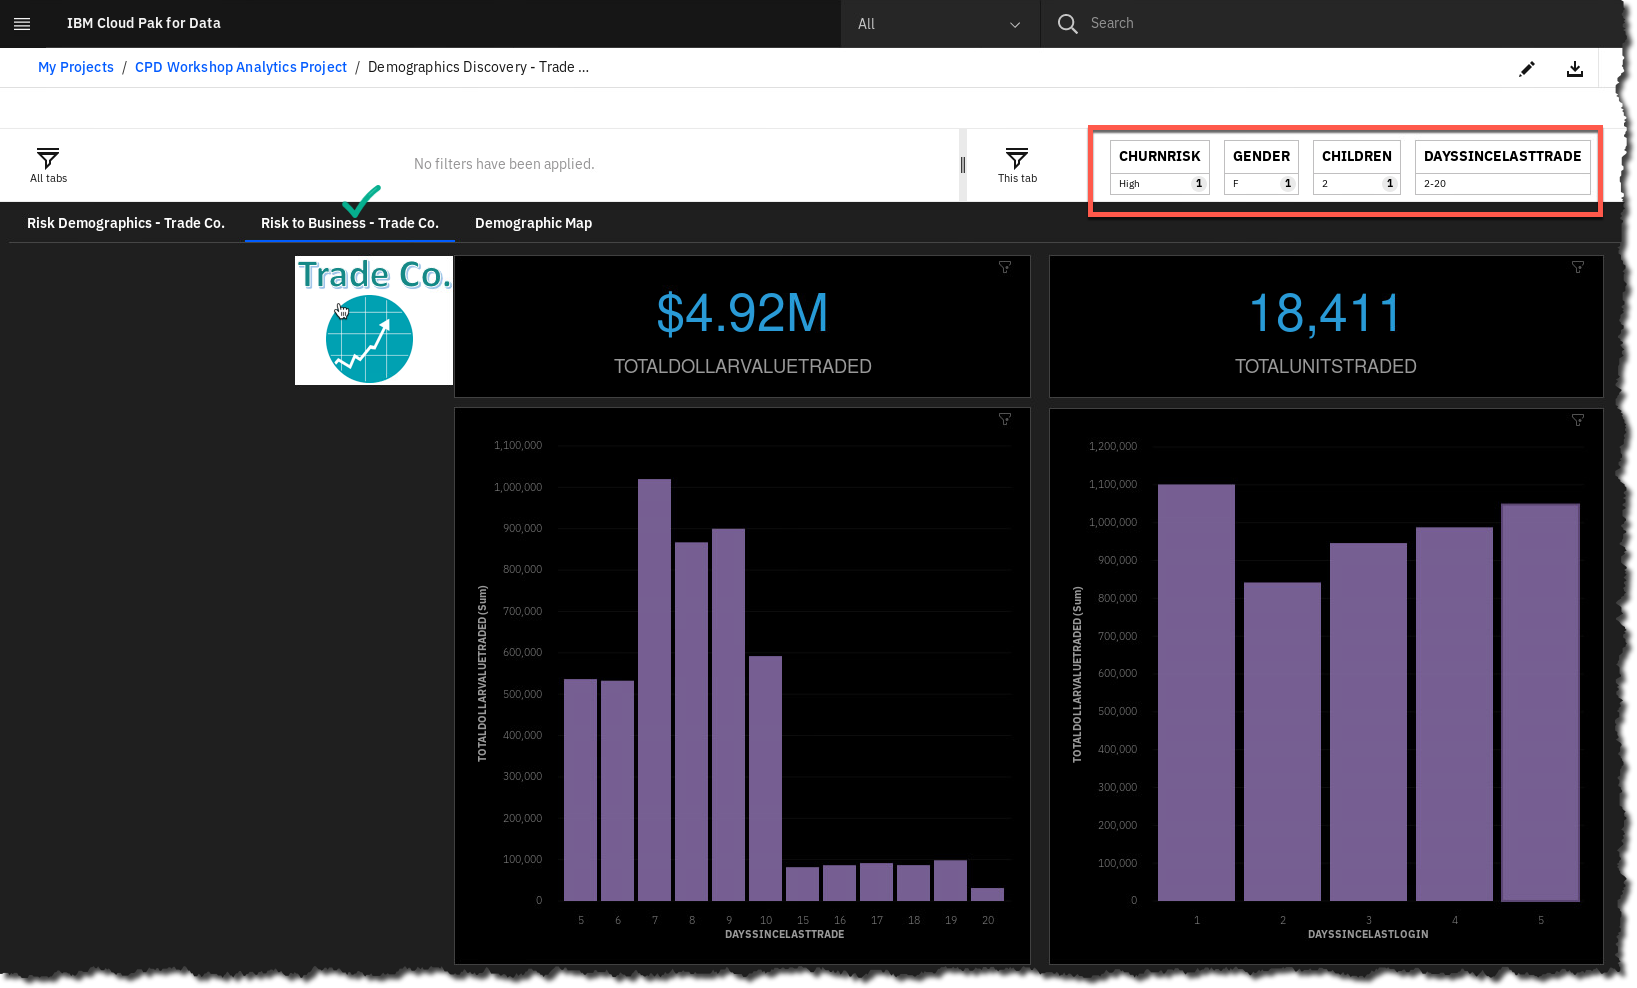 IBM Cloud Pak for Data
All
Search
My Projects / CPD Workshop Analytics Project / Demographics Discovery - Trade ...
All tabs
No filters have been applied.
This tab
CHURNRISK
High 1
GENDER
F 1
CHILDREN
2 1
DAYSSINCELASTTRADE
2-20
Risk Demographics - Trade Co.
Risk to Business - Trade Co.
Demographic Map
Trade Co.
$4.92M
TOTALDOLLARVALUETRADED
18,411
TOTALUNITSTRADED
TOTALDOLLARVALUETRADED (Sum)
1,100,000
1,000,000
900,000
800,000
700,000
600,000
500,000
400,000
300,000
200,000
100,000
0
5 6 7 8 9 10 15 16 17 18 19 20
DAYSSINCELASTTRADE
TOTALDOLLARVALUETRADED (Sum)
1,200,000
1,100,000
1,000,000
900,000
800,000
700,000
600,000
500,000
400,000
300,000
200,000
100,000
0
1 2 3 4 5
DAYSSINCELASTLOGIN